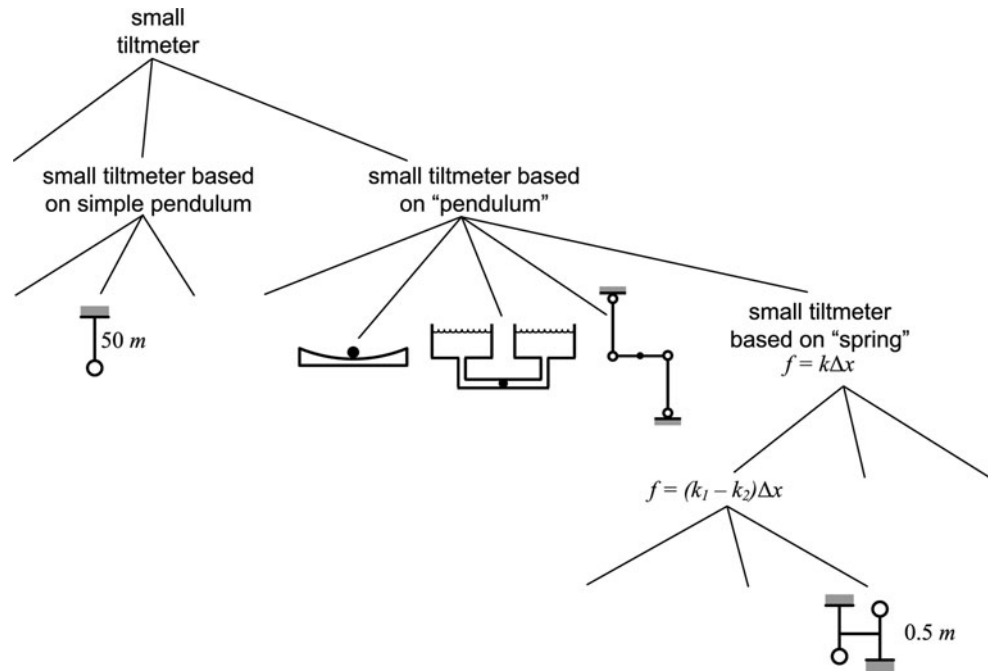 small
tiltmeter
small tiltmeter based
on simple pendulum
small tiltmeter based
on “pendulum”
50 m
small tiltmeter
based on “spring”
f = kΔx
f = (k₁ – k₂)Δx
0.5 m